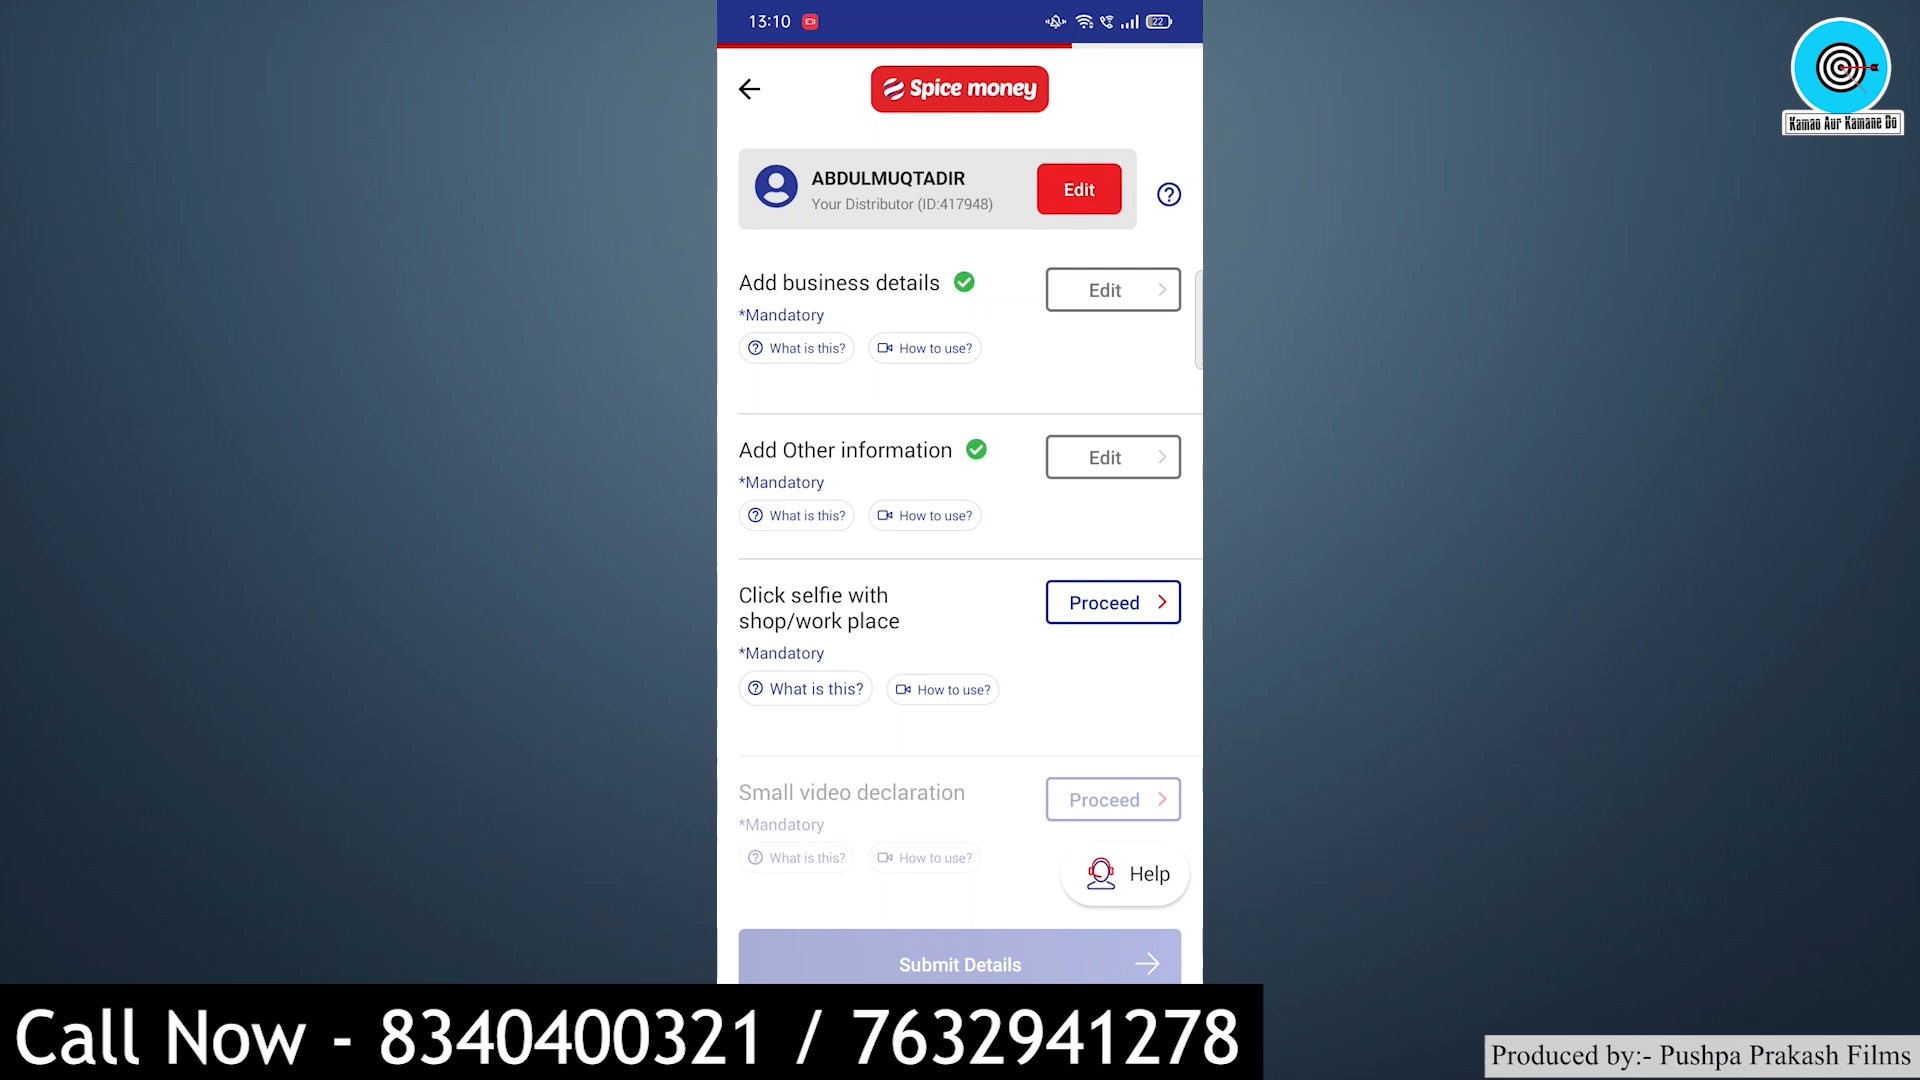 13:10
22
Spice money
Kamao Aur Kamane Do
ABDULMUQTADIR
Your Distributor (ID:417948)
Edit
Add business details
Edit
*Mandatory
What is this?
How to use?
Add Other information
Edit
*Mandatory
What is this?
How to use?
Click selfie with
shop/work place
Proceed
*Mandatory
What is this?
How to use?
Small video declaration
Proceed
*Mandatory
What is this?
How to use?
Help
Submit Details
Call Now - 8340400321 / 7632941278
Produced by:- Pushpa Prakash Films